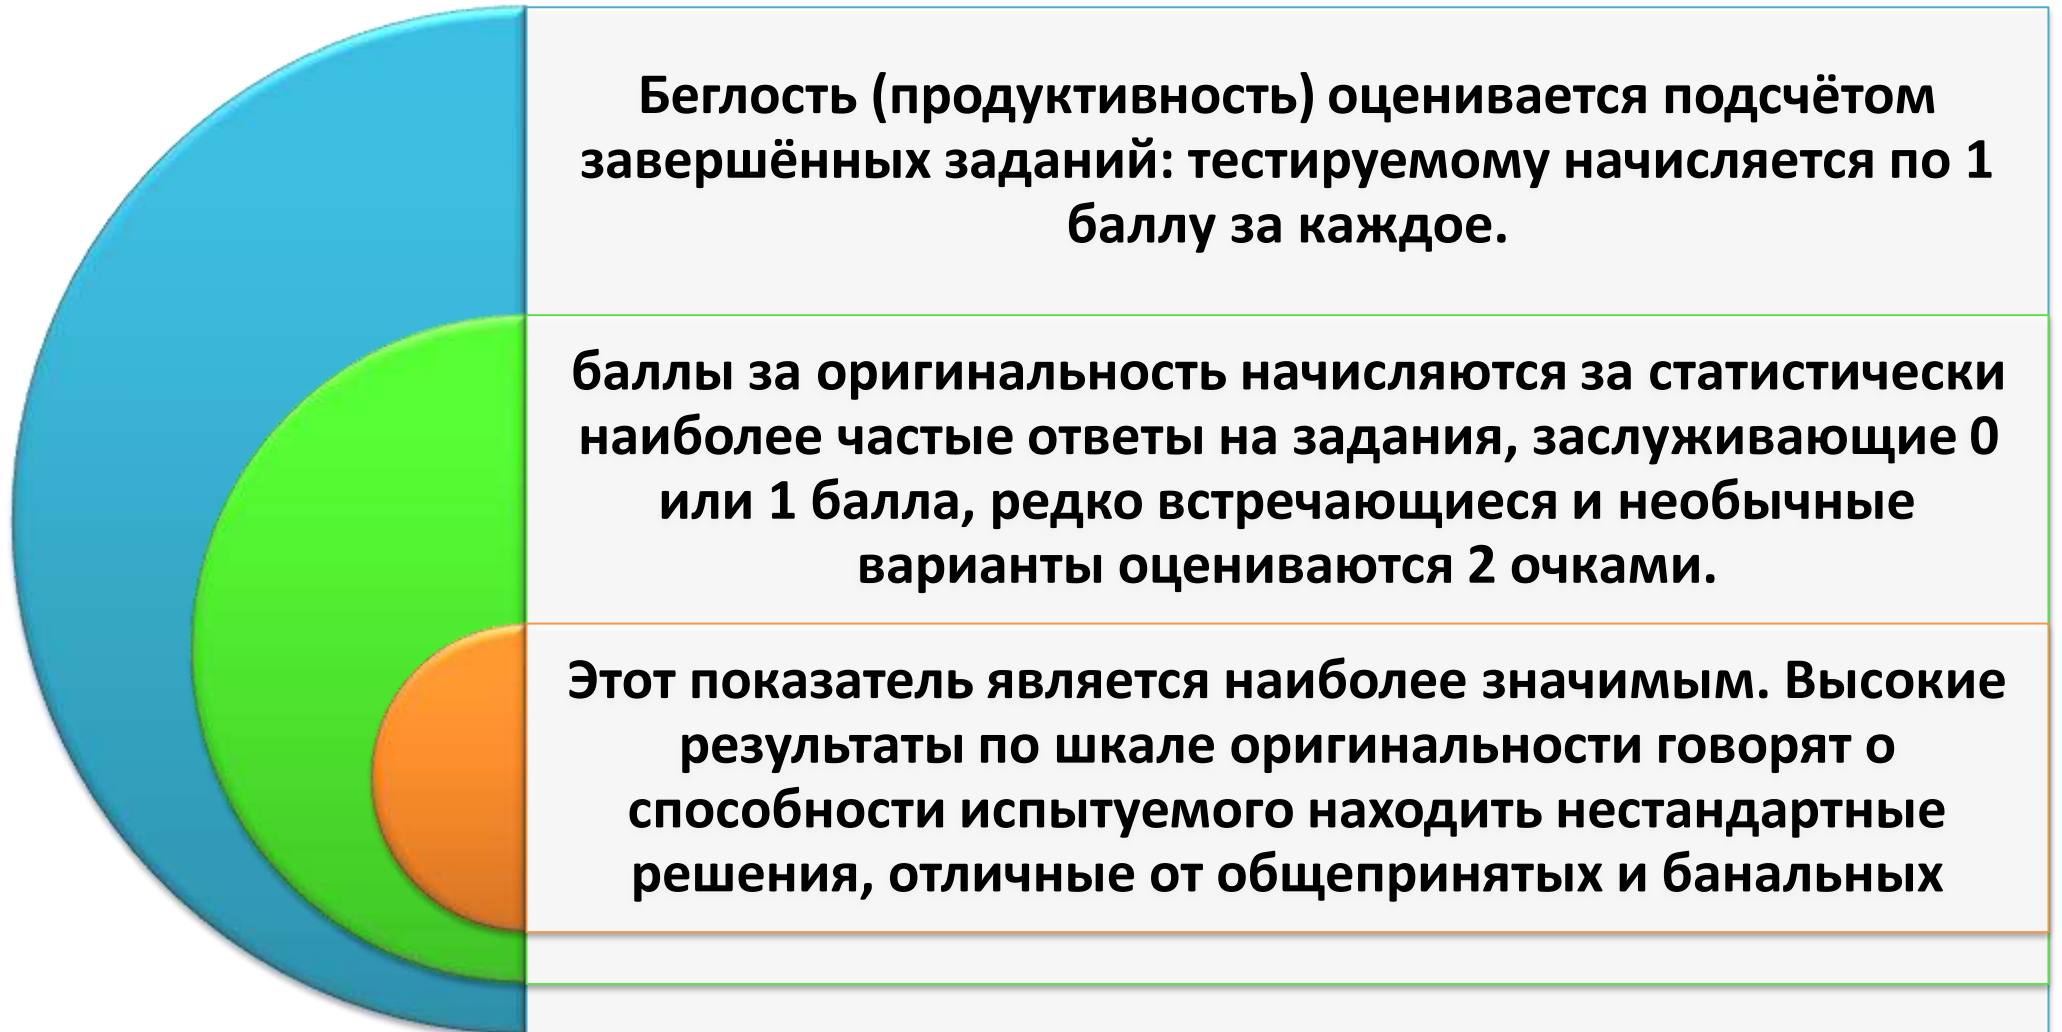 Беглость (продуктивность) оценивается подсчётом
завершённых заданий: тестируемому начисляется по 1
баллу за каждое.
баллы за оригинальность начисляются за статистически
наиболее частые ответы на задания, заслуживающие 0
или 1 балла, редко встречающиеся и необычные
варианты оцениваются 2 очками.
Этот показатель является наиболее значимым. Высокие
результаты по шкале оригинальности говорят о
способности испытуемого находить нестандартные
решения, отличные от общепринятых и банальных